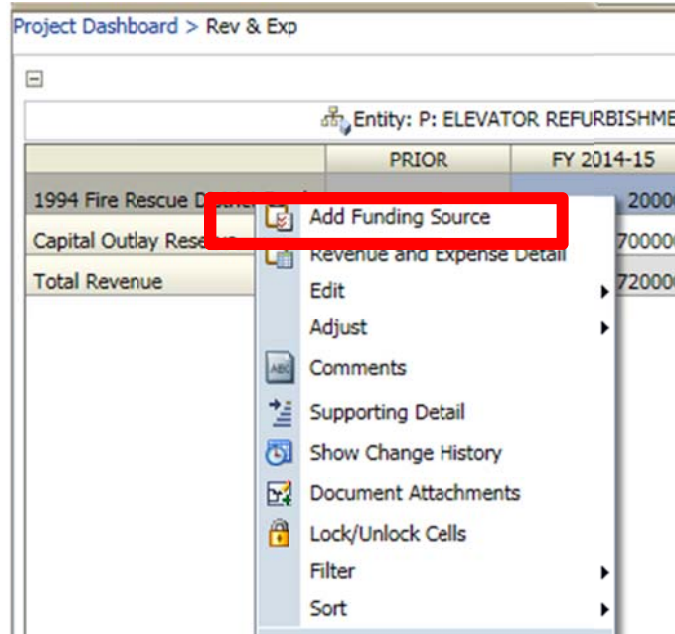 Project Dashboard > Rev & Exp
Entity: P: ELEVATOR REFURBISHME
PRIOR FY 2014-15
1994 Fire Rescue 20000
Capital Outlay 70000
Total Revenue 72000
Add Funding Source
Revenue and Expense Detail
Edit
Adjust
ABC Comments
Supporting Detail
Show Change History
Document Attachments
Lock/Unlock Cells
Filter
Sort